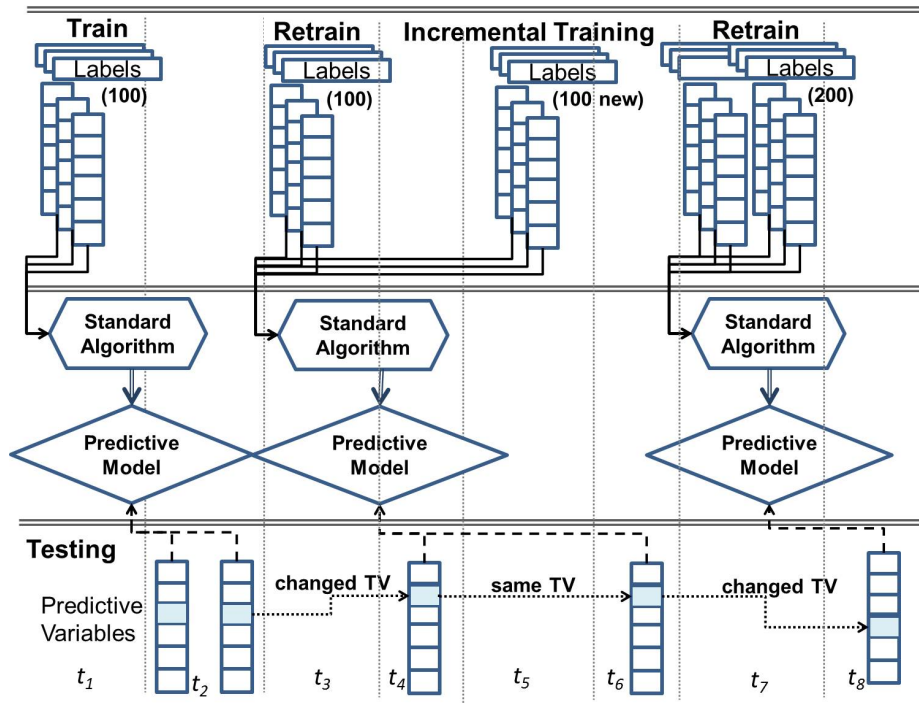 Train
Retrain
Incremental Training
Retrain
Labels
(100)
Labels
(100)
Labels
(100 new)
Labels
(200)
Standard
Algorithm
Standard
Algorithm
Standard
Algorithm
Predictive
Model
Predictive
Model
Predictive
Model
Testing
Predictive
Variables
changed TV
same TV
changed TV
t1
t2
t3
t4
t5
t6
t7
t8